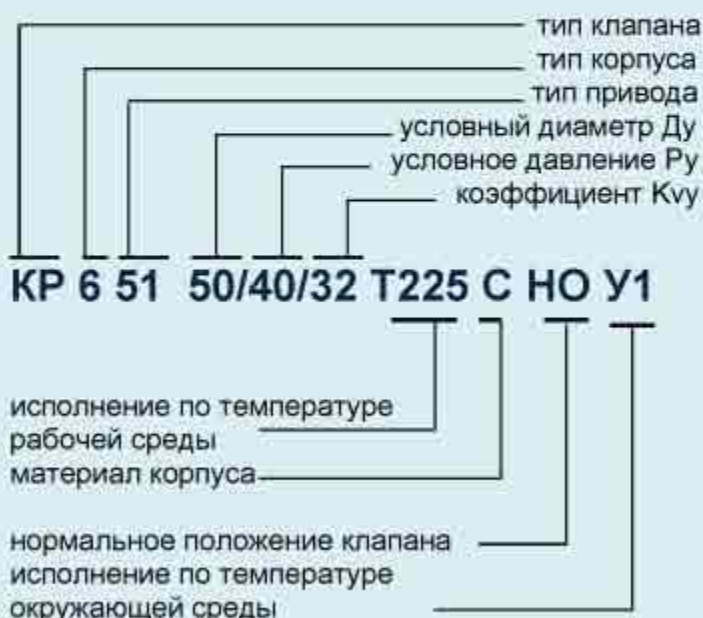 тип клапана
тип корпуса
тип привода
условный диаметр Ду
условное давление Ру
коэффициент Kvy
КР 6 51 50/40/32 Т225 С НО У1
исполнение по температуре
рабочей среды
материал корпуса
нормальное положение клапана
исполнение по температуре
окружающей среды